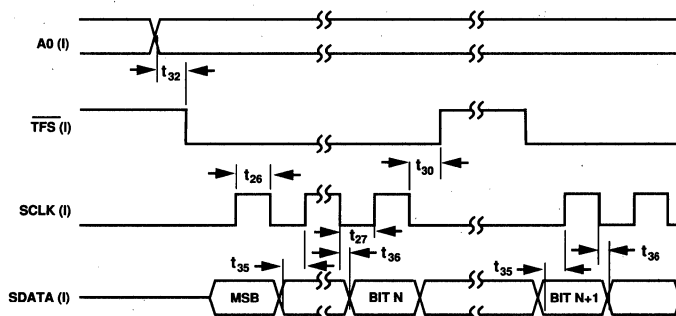 A0 (I)
t32
TFS (I)
t30
t26
SCLK (I)
t27
t36
t35
t35
t36
SDATA (I)
MSB
BIT N
BIT N+1